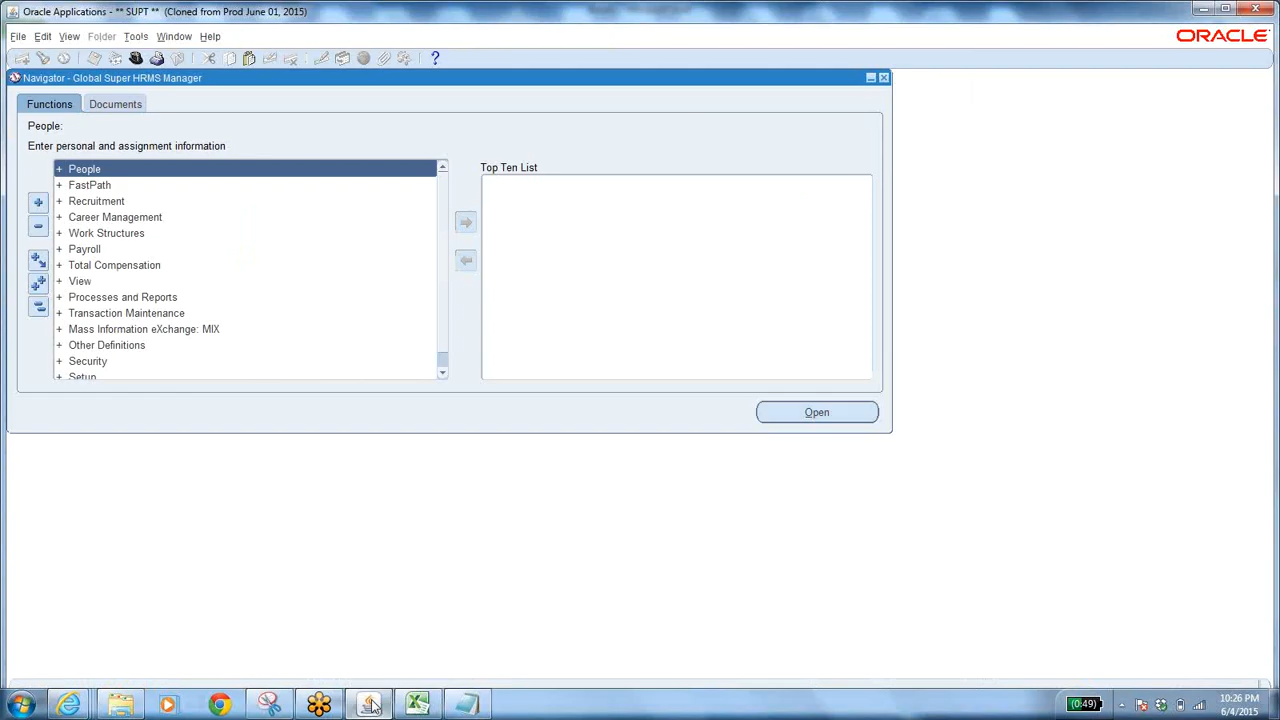 Oracle Applications - ** SUPT ** (Cloned from Prod June 01, 2015)
File Edit View Folder Tools Window Help
ORACLE
Navigator - Global Super HRMS Manager
Functions Documents
People:
Enter personal and assignment information
Top Ten List
+ People
+ FastPath
+ Recruitment
+ Career Management
+ Work Structures
+ Payroll
+ Total Compensation
+ View
+ Processes and Reports
+ Transaction Maintenance
+ Mass Information eXchange: MIX
+ Other Definitions
+ Security
+ Setup
Open
(0:49)
10:26 PM
6/4/2015